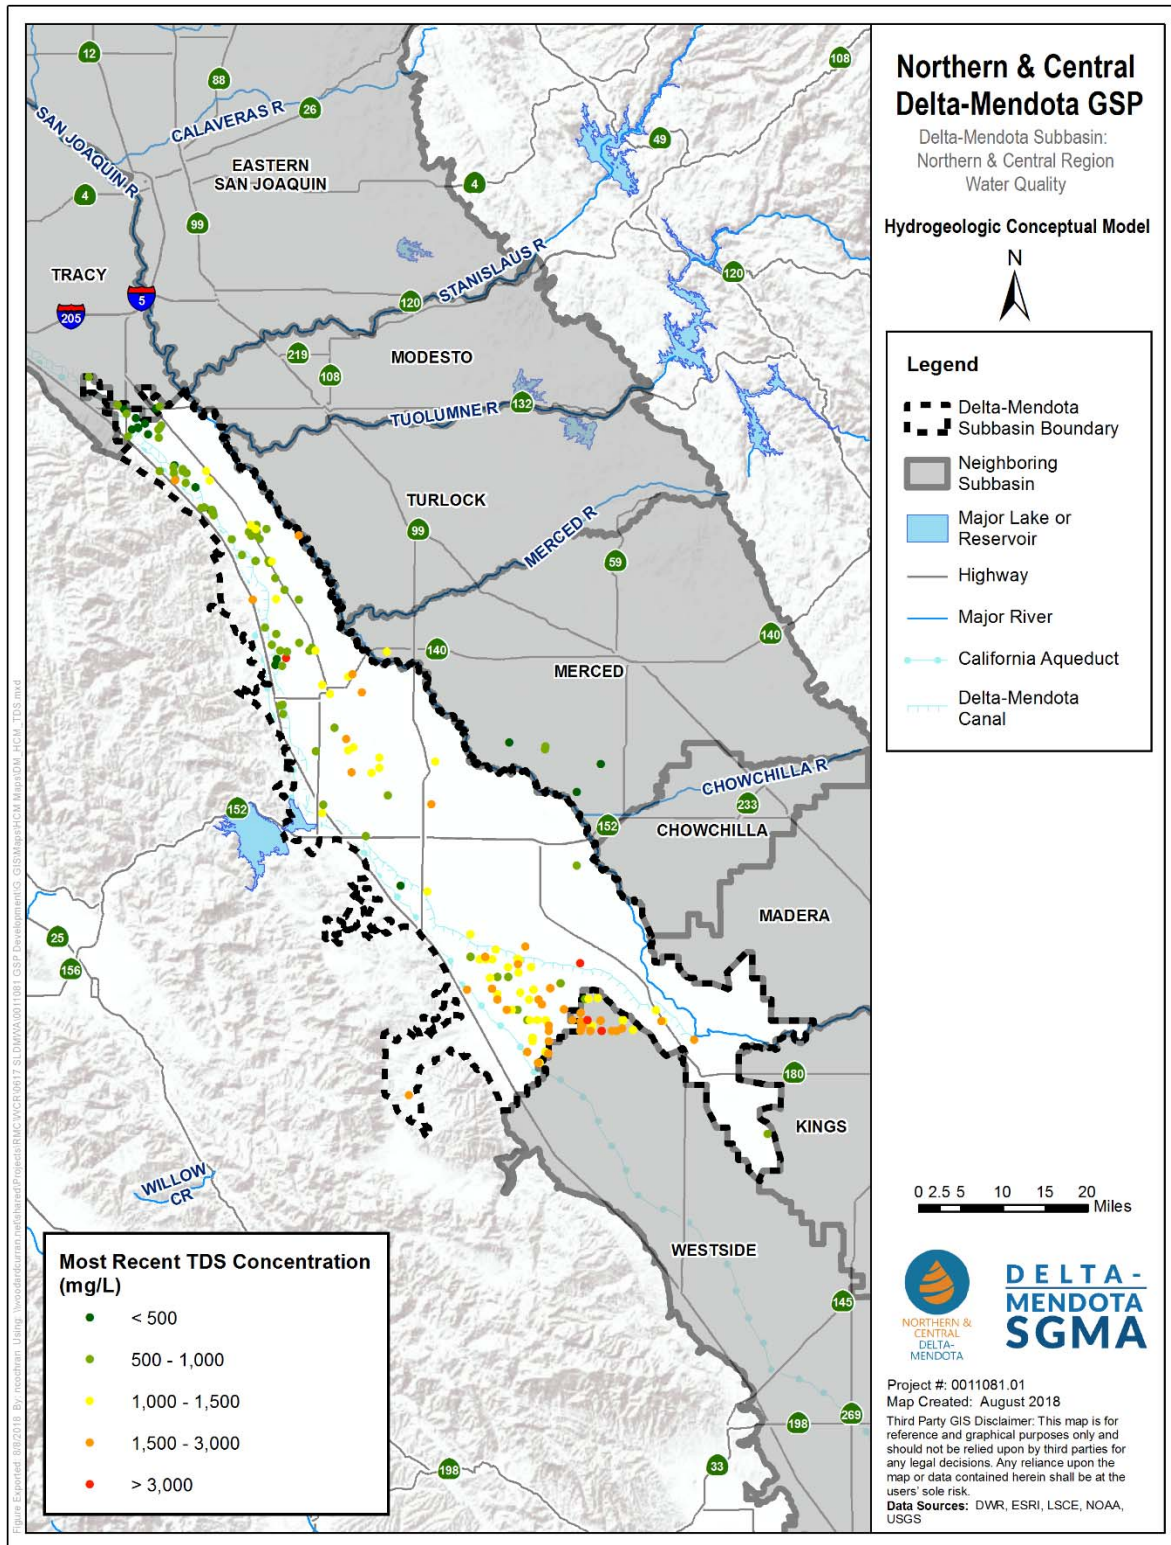 Northern & Central
Delta-Mendota GSP
Delta-Mendota Subbasin:
Northern & Central Region
Water Quality
Hydrogeologic Conceptual Model
N
Legend
Delta-Mendota
Subbasin Boundary
Neighboring
Subbasin
Major Lake or
Reservoir
Highway
Major River
California Aqueduct
Delta-Mendota
Canal
0 2.5 5 10 15 20
Miles
NORTHERN &
CENTRAL
DELTA-
MENDOTA
DELTA-
MENDOTA
SGMA
Project #: 0011081.01
Map Created: August 2018
Third Party GIS Disclaimer: This map is for
reference and graphical purposes only and
should not be relied upon by third parties for
any legal decisions. Any reliance upon the
map or data contained herein shall be at the
users' sole risk.
Data Sources: DWR, ESRI, LSCE, NOAA,
USGS
12
88
108
26
CALAVERAS R
SAN JOAQUIN R
49
EASTERN
SAN JOAQUIN
4
4
99
STANISLAUS R
TRACY
120
5
205
120
219
MODESTO
108
132
TUOLUMNE R
TURLOCK
99
MERCED R
59
140
140
MERCED
CHOWCHILLA R
233
152
152
CHOWCHILLA
MADERA
25
156
180
KINGS
WILLOW
CR
WESTSIDE
145
198
269
33
198
Most Recent TDS Concentration
(mg/L)
< 500
500 - 1,000
1,000 - 1,500
1,500 - 3,000
> 3,000